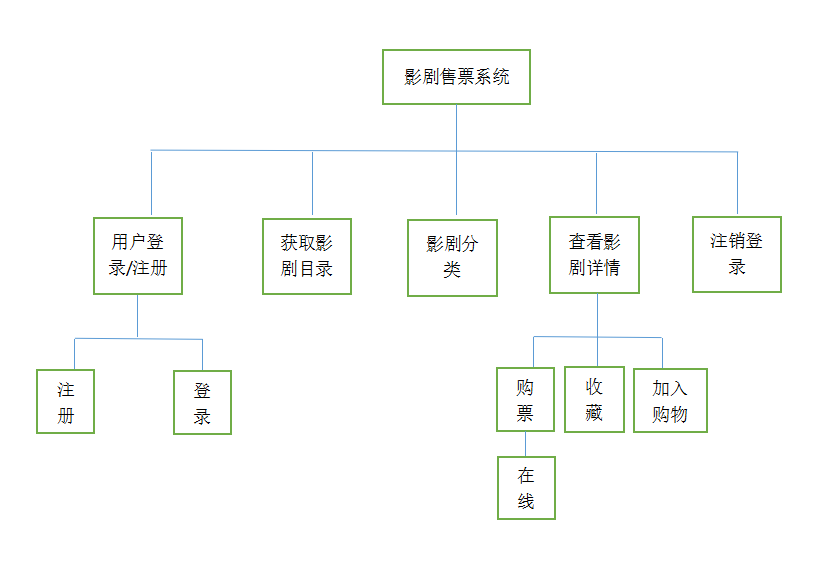 影剧售票系统
用户登
录/注册
获取影
剧目录
影剧分
类
查看影
剧详情
注销登
录
注
册
登
录
购
票
收
藏
加入
购物
在
线